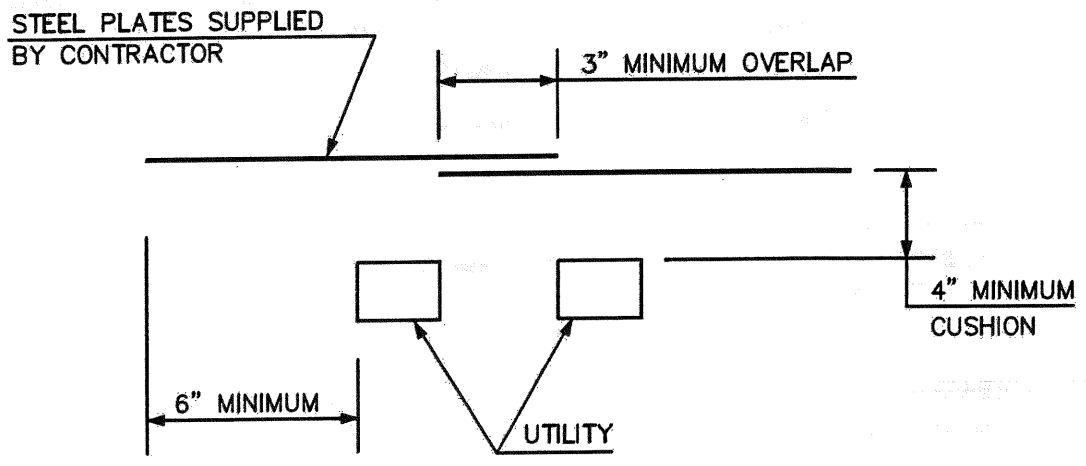 STEEL PLATES SUPPLIED
BY CONTRACTOR
3" MINIMUM OVERLAP
4" MINIMUM
CUSHION
6" MINIMUM
UTILITY